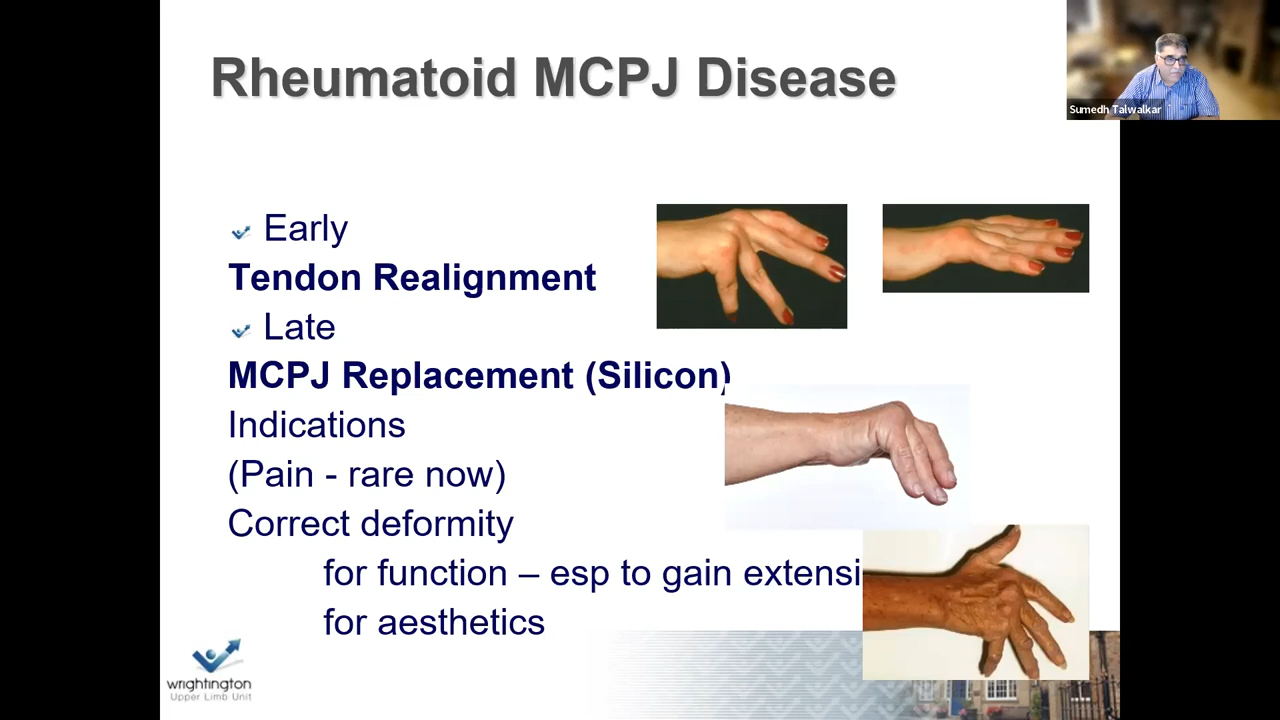 Rheumatoid MCPJ Disease
Sumedh Talwalkar
Early
Tendon Realignment
Late
MCPJ Replacement (Silicon)
Indications
(Pain - rare now)
Correct deformity
for function – esp to gain extensi
for aesthetics
wrightington
Upper Limb Unit